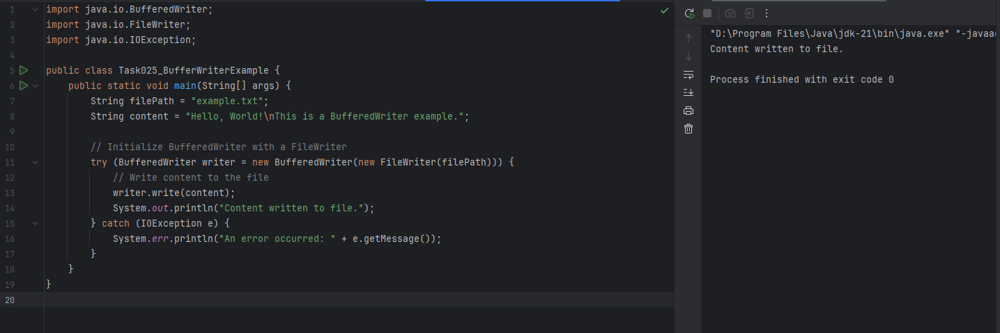 1 import java.io.BufferedWriter;
2 import java.io.FileWriter;
3 import java.io.IOException;
4
5 public class Task025_BufferWriterExample {
6     public static void main(String[] args) {
7         String filePath = "example.txt";
8         String content = "Hello, World!\nThis is a BufferedWriter example.";
9
10         // Initialize BufferedWriter with a FileWriter
11         try (BufferedWriter writer = new BufferedWriter(new FileWriter(filePath))) {
12             // Write content to the file
13             writer.write(content);
14             System.out.println("Content written to file.");
15         } catch (IOException e) {
16             System.err.println("An error occurred: " + e.getMessage());
17         }
18     }
19 }
20
"D:\Program Files\Java\jdk-21\bin\java.exe" "-javaa
Content written to file.
Process finished with exit code 0